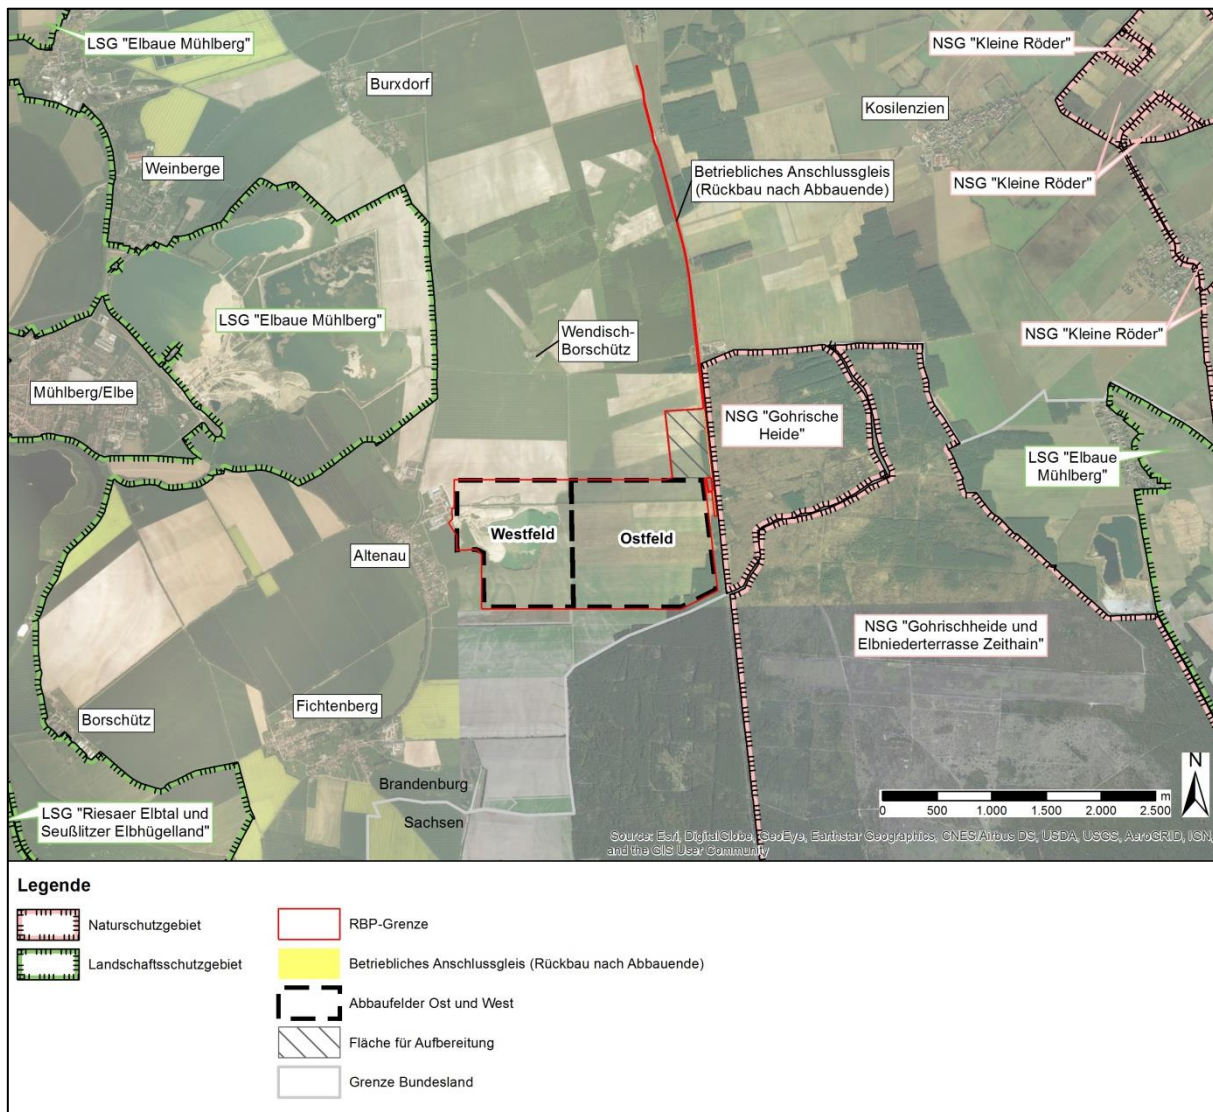 LSG "Elbaue Mühlberg"
NSG "Kleine Röder"
Burxdorf
Kosilenzien
Weinberge
Betriebliches Anschlussgleis
(Rückbau nach Abbauende)
NSG "Kleine Röder"
LSG "Elbaue Mühlberg"
Wendisch-
Borschütz
NSG "Kleine Röder"
Mühlberg/Elbe
NSG "Gohrische
Heide"
LSG "Elbaue
Mühlberg"
Westfeld
Ostfeld
Altenau
NSG "Gohrischheide und
Elbniederterrasse Zeithain"
Fichtenberg
Borschütz
Brandenburg
Sachsen
LSG "Riesaer Elbtal und
Seußlitzer Elbhügelland"
N
m
0 500 1.000 1.500 2.000 2.500
Source: Esri, DigitalGlobe, GeoEye, Earthstar Geographics, CNES/Airbus DS, USDA, USGS, AeroGRID, IGN,
and the GIS User Community
Legende
Naturschutzgebiet
Landschaftsschutzgebiet
RBP-Grenze
Betriebliches Anschlussgleis (Rückbau nach Abbauende)
Abbaufelder Ost und West
Fläche für Aufbereitung
Grenze Bundesland